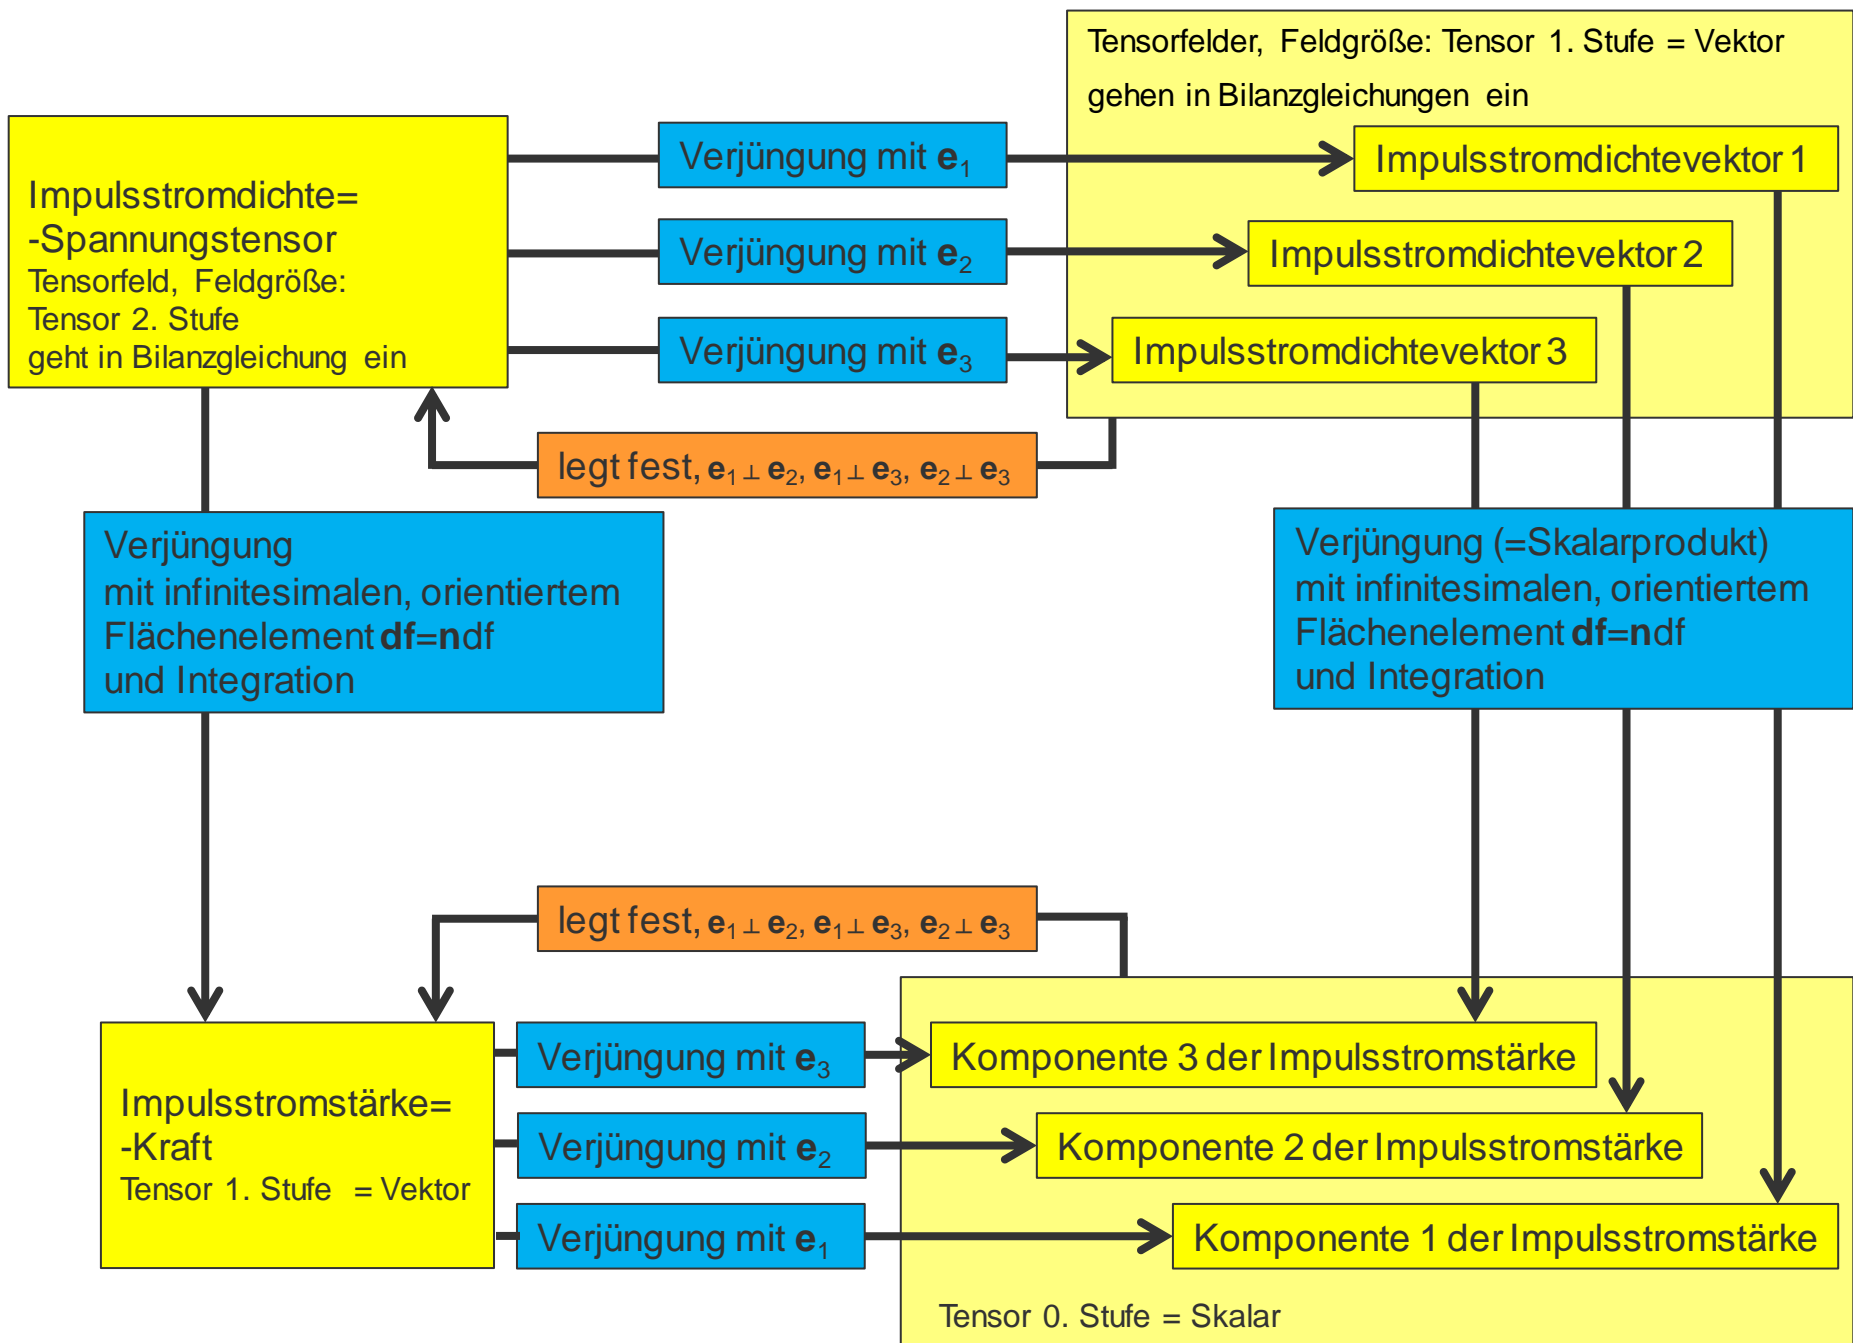 Tensorfelder, Feldgröße: Tensor 1. Stufe = Vektor
gehen in Bilanzgleichungen ein
Impulsstromdichte=
-Spannungstensor
Tensorfeld, Feldgröße:
Tensor 2. Stufe
geht in Bilanzgleichung ein
Verjüngung mit e₁
Impulsstromdichtevektor 1
Verjüngung mit e₂
Impulsstromdichtevektor 2
Verjüngung mit e₃
Impulsstromdichtevektor 3
legt fest, e₁ ⊥ e₂, e₁ ⊥ e₃, e₂ ⊥ e₃
Verjüngung
mit infinitesimalen, orientiertem
Flächenelement df=ndf
und Integration
Verjüngung (=Skalarprodukt)
mit infinitesimalen, orientiertem
Flächenelement df=ndf
und Integration
legt fest, e₁ ⊥ e₂, e₁ ⊥ e₃, e₂ ⊥ e₃
Impulsstromstärke=
-Kraft
Tensor 1. Stufe = Vektor
Verjüngung mit e₃
Komponente 3 der Impulsstromstärke
Verjüngung mit e₂
Komponente 2 der Impulsstromstärke
Verjüngung mit e₁
Komponente 1 der Impulsstromstärke
Tensor 0. Stufe = Skalar